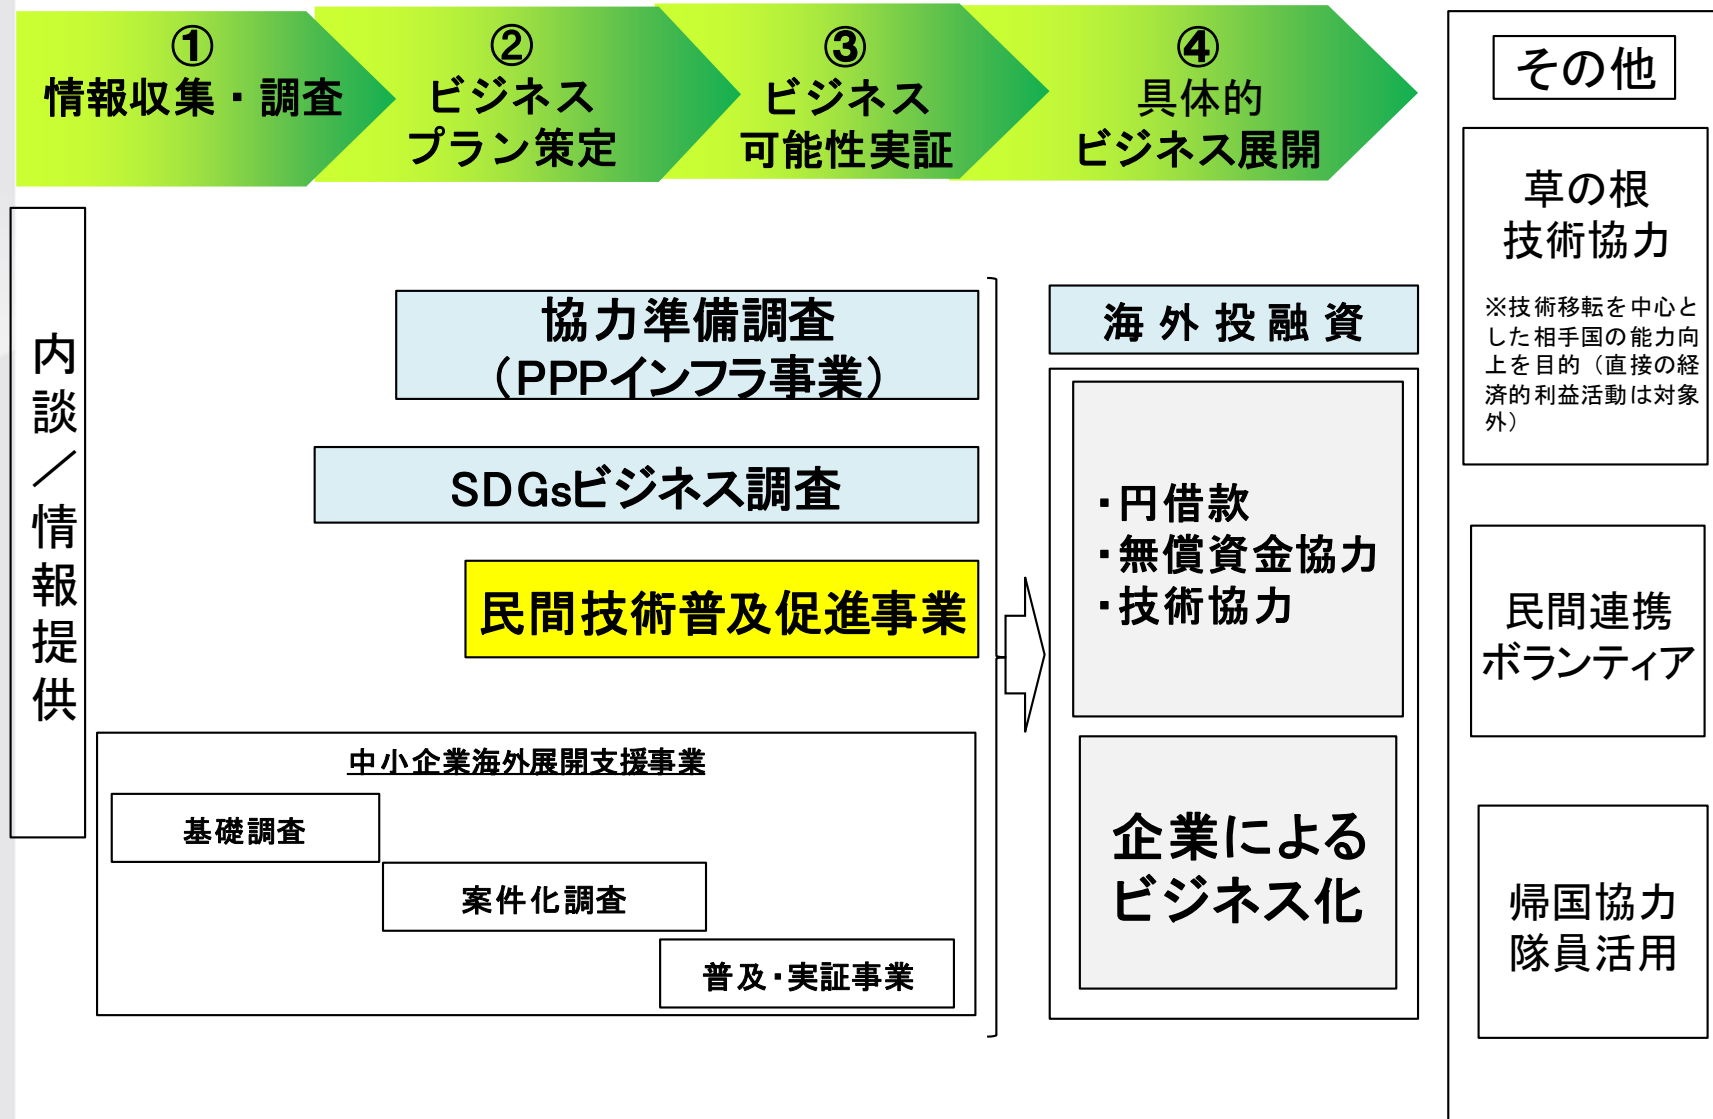 ①
情報収集・調査
②
ビジネス
プラン策定
③
ビジネス
可能性実証
④
具体的
ビジネス展開
内談／情報提供
協力準備調査
（PPPインフラ事業）
SDGsビジネス調査
民間技術普及促進事業
中小企業海外展開支援事業
基礎調査
案件化調査
普及・実証事業
海外投融資
・円借款
・無償資金協力
・技術協力
企業による
ビジネス化
その他
草の根
技術協力
※技術移転を中心と
した相手国の能力向
上を目的（直接の経
済的利益活動は対象
外）
民間連携
ボランティア
帰国協力
隊員活用